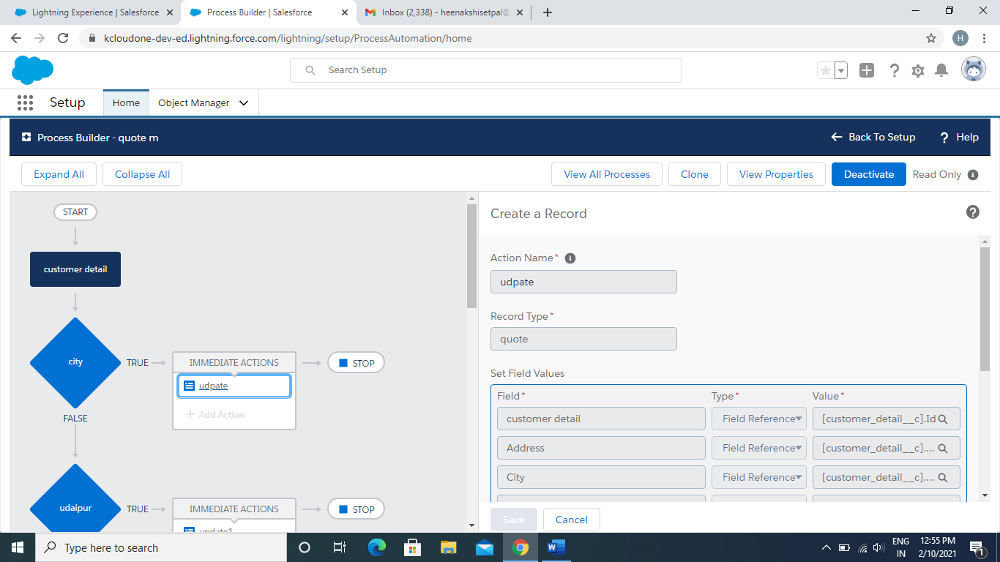 Lightning Experience | Salesforce
Process Builder | Salesforce
Inbox (2,338) - heenakshisetpal@
kcloudone-dev-ed.lightning.force.com/lightning/setup/ProcessAutomation/home
H
Search Setup
Setup
Home
Object Manager
Process Builder - quote m
Back To Setup
? Help
Expand All
Collapse All
View All Processes
Clone
View Properties
Deactivate
Read Only
START
customer detail
city
TRUE
IMMEDIATE ACTIONS
udpate
+ Add Action
STOP
FALSE
udaipur
TRUE
IMMEDIATE ACTIONS
update1
STOP
Create a Record
Action Name*
udpate
Record Type*
quote
Set Field Values
Field* Type* Value*
customer detail Field Reference [customer_detail__c].Id
Address Field Reference [customer_detail__c]....
City Field Reference [customer_detail__c]....
Save
Cancel
Type here to search
ENG
IN
12:55 PM
2/10/2021
1